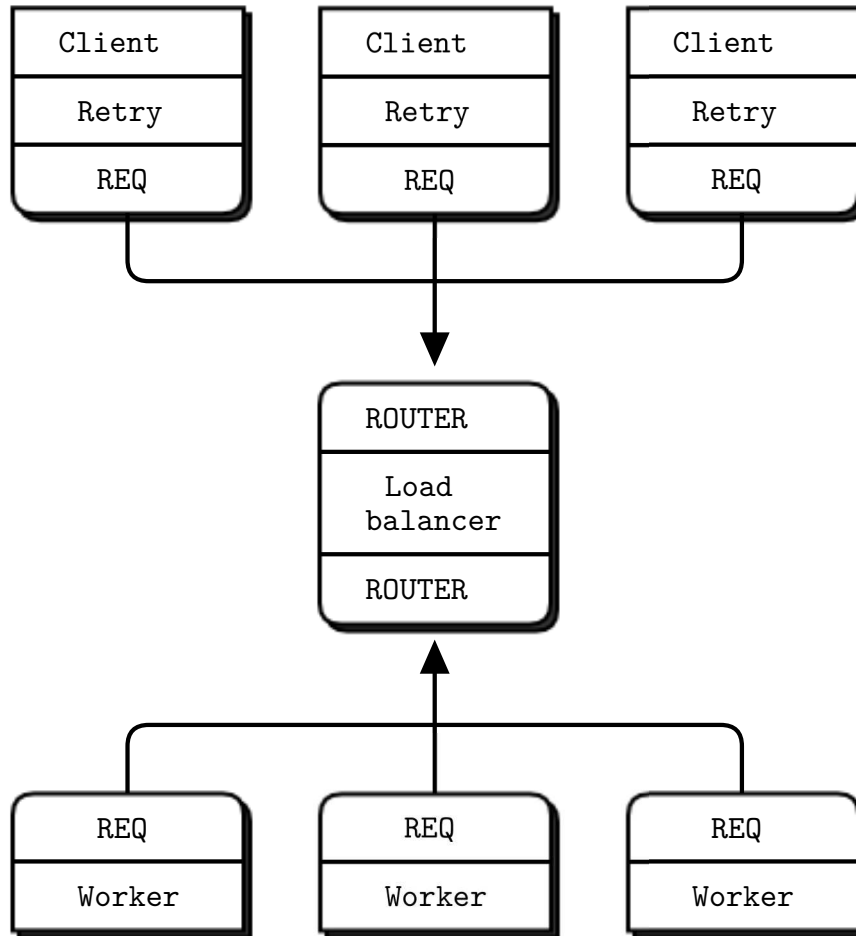 Client
Client
Client
Retry
Retry
Retry
REQ
REQ
REQ
ROUTER
Load
balancer
ROUTER
REQ
REQ
REQ
Worker
Worker
Worker